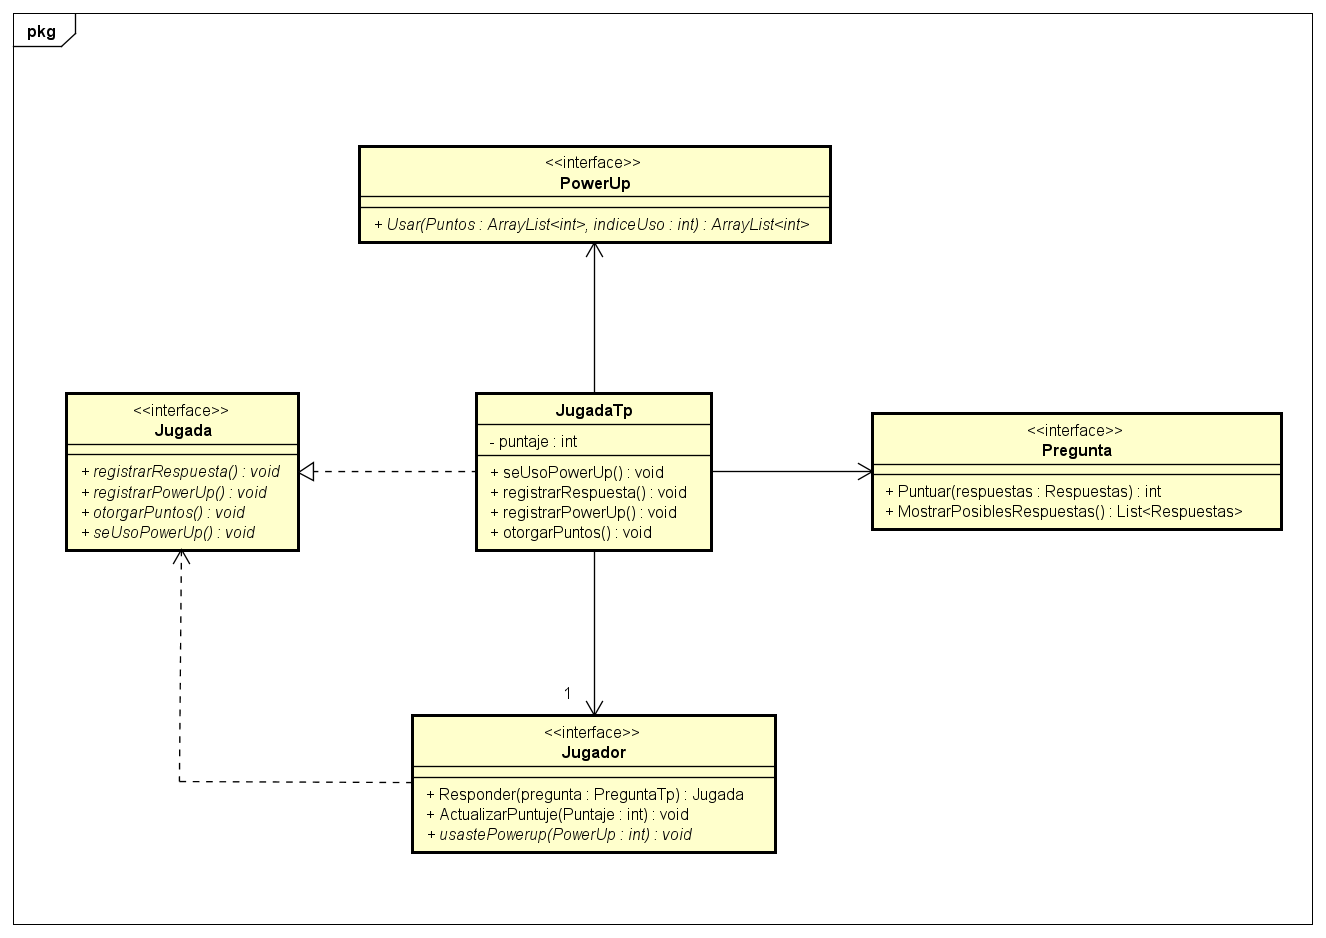 pkg
<<interface>>
PowerUp
+ Usar(Puntos : ArrayList<int>, indiceUso : int) : ArrayList<int>
<<interface>>
Jugada
+ registrarRespuesta() : void
+ registrarPowerUp() : void
+ otorgarPuntos() : void
+ seUsoPowerUp() : void
JugadaTp
- puntaje : int
+ seUsoPowerUp() : void
+ registrarRespuesta() : void
+ registrarPowerUp() : void
+ otorgarPuntos() : void
<<interface>>
Pregunta
+ Puntuar(respuestas : Respuestas) : int
+ MostrarPosiblesRespuestas() : List<Respuestas>
1
<<interface>>
Jugador
+ Responder(pregunta : PreguntaTp) : Jugada
+ ActualizarPuntuje(Puntaje : int) : void
+ usastePowerup(PowerUp : int) : void